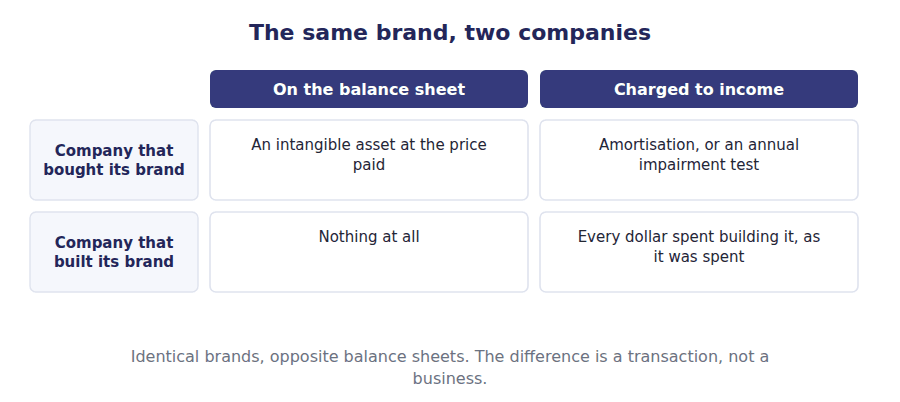 The same brand, two companies
On the balance sheet
Charged to income
Company that
bought its brand
An intangible asset at the price
paid
Amortisation, or an annual
impairment test
Company that
built its brand
Nothing at all
Every dollar spent building it, as
it was spent
Identical brands, opposite balance sheets. The difference is a transaction, not a
business.